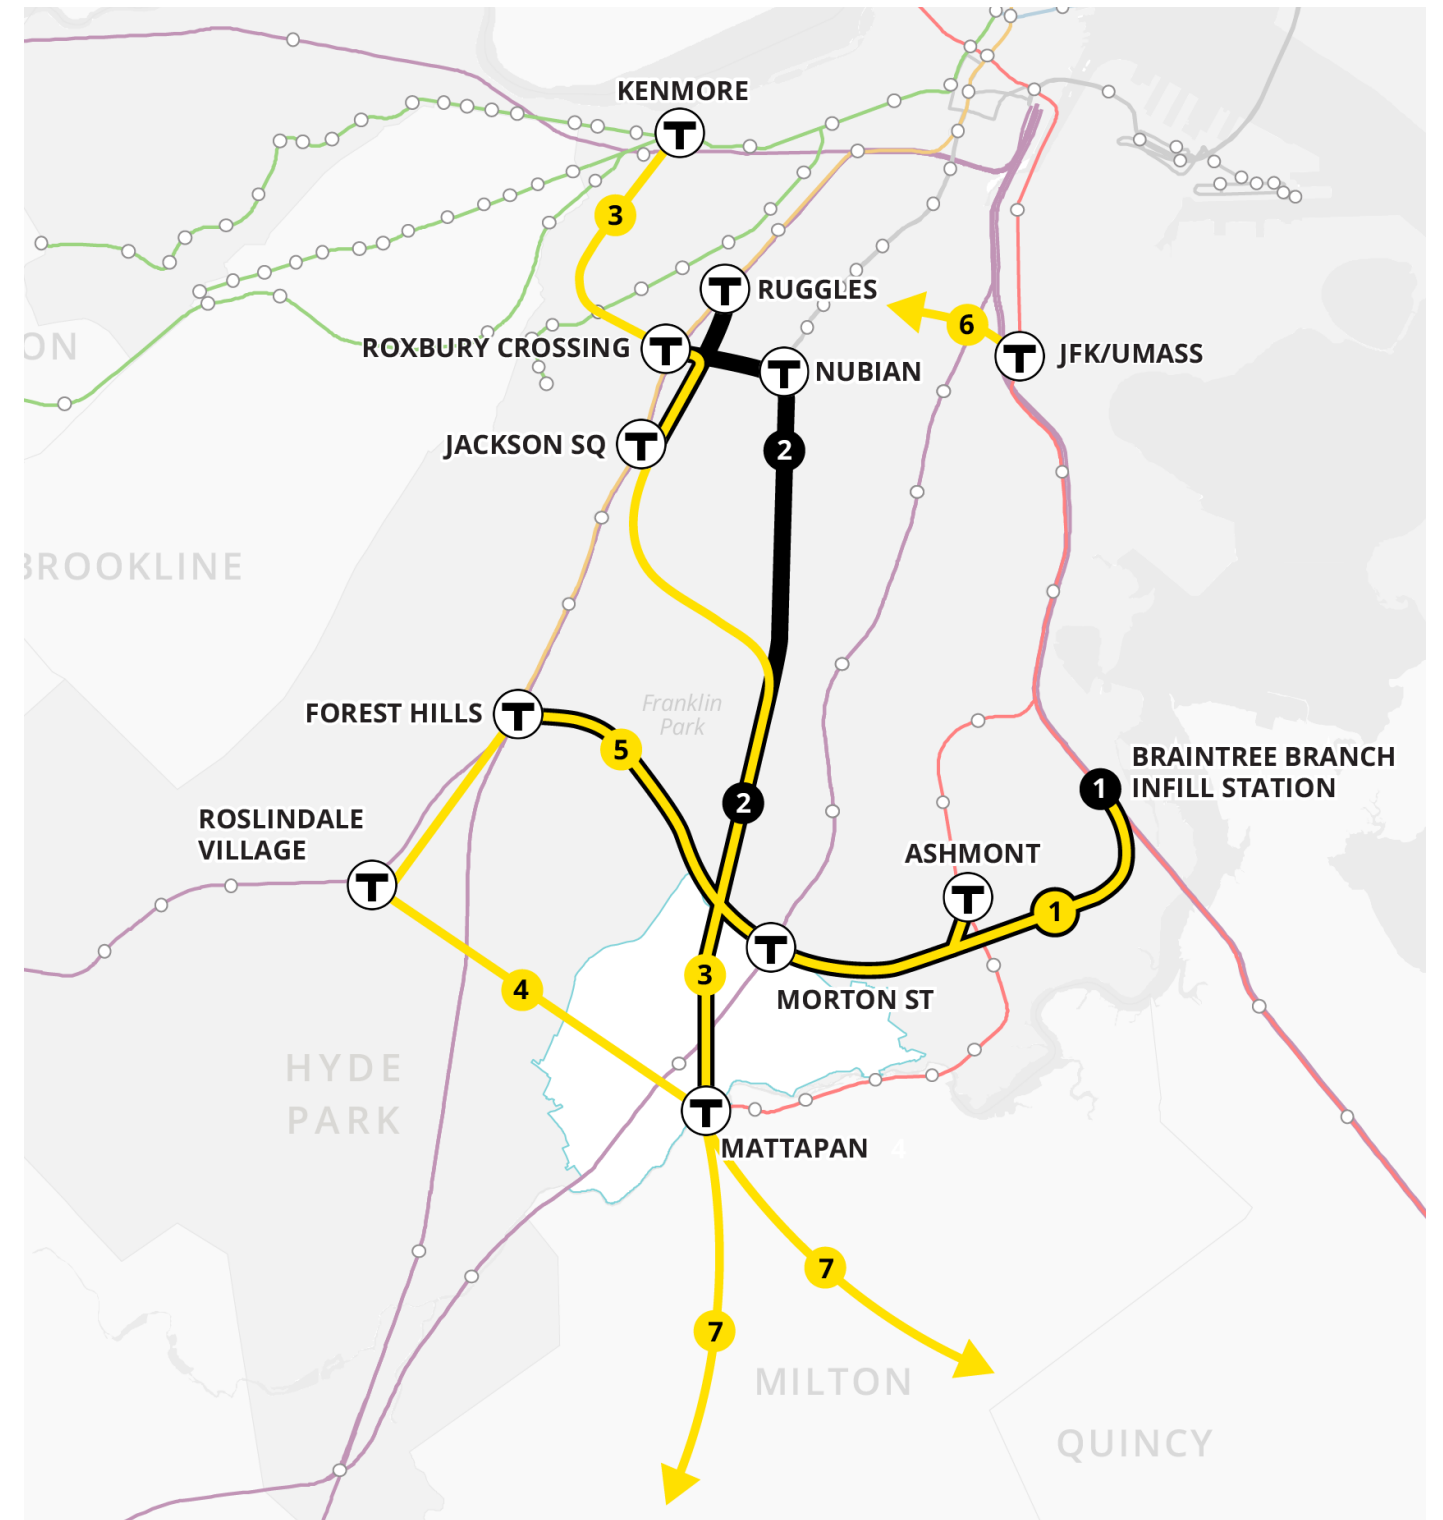 KENMORE
T
3
T
RUGGLES
6
ON
ROXBURY CROSSING
T
T
JFK/UMASS
T
NUBIAN
JACKSON SQ
T
2
BROOKLINE
Franklin
Park
FOREST HILLS
T
5
BRAINTREE BRANCH
INFILL STATION
1
2
ROSLINDALE
VILLAGE
T
ASHMONT
T
1
T
MORTON ST
3
4
HYDE
PARK
T
MATTAPAN
4
7
7
MILTON
QUINCY